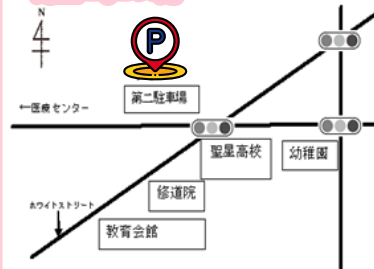 N
P
第二駐車場
←医療センター
聖星高校
幼稚園
修道院
ホワイトストリート
教育会館